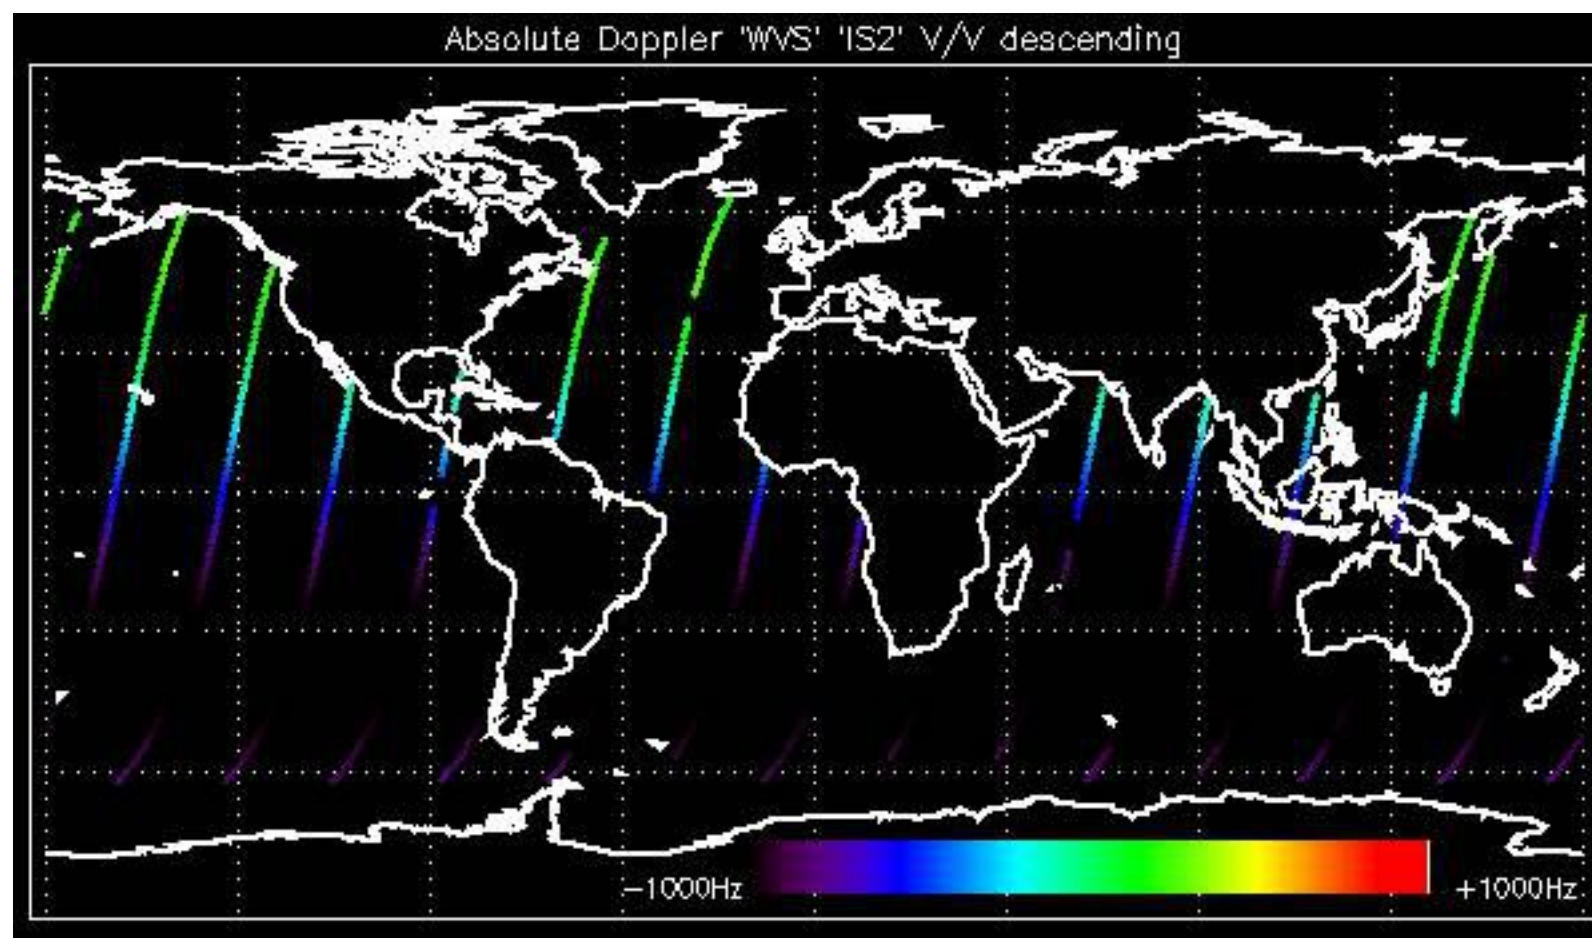 Absolute Doppler 'WVS' 'IS2' V/V descending
−1000Hz
+1000Hz